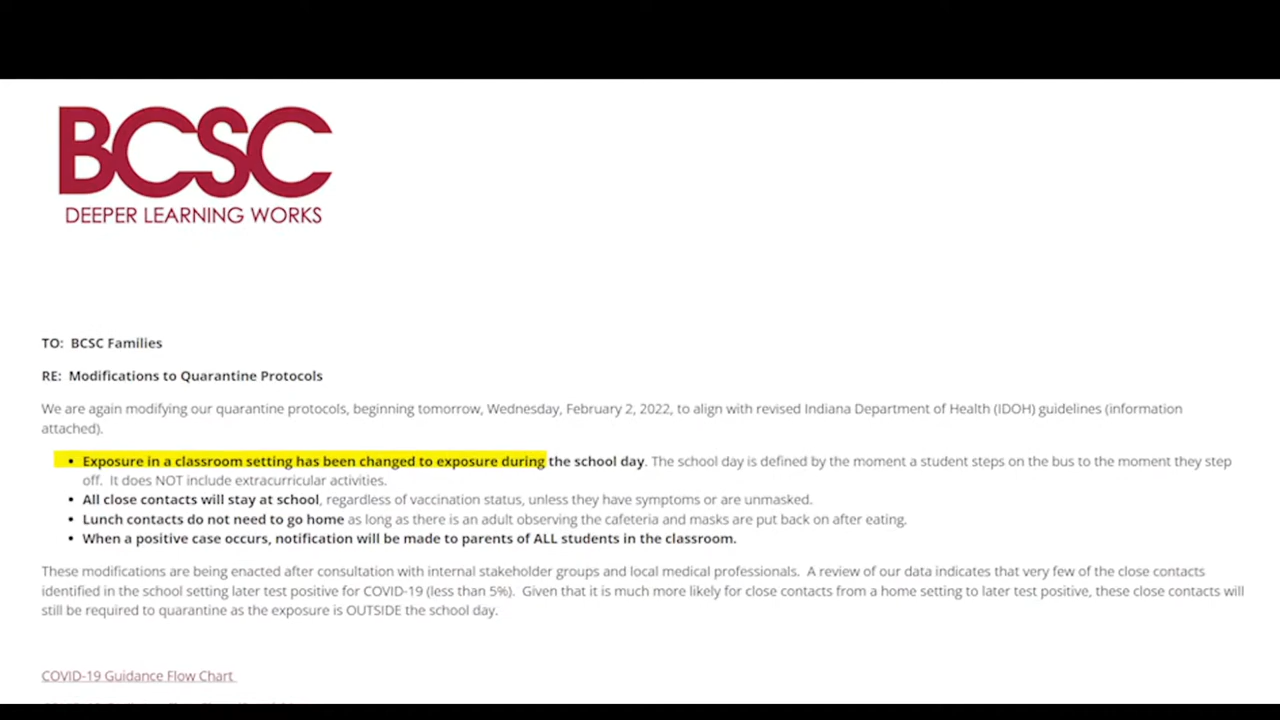 BCSC
DEEPER LEARNING WORKS
TO: BCSC Families
RE: Modifications to Quarantine Protocols
We are again modifying our quarantine protocols, beginning tomorrow, Wednesday, February 2, 2022, to align with revised Indiana Department of Health (IDOH) guidelines (information
attached).
• Exposure in a classroom setting has been changed to exposure during the school day. The school day is defined by the moment a student steps on the bus to the moment they step
off. It does NOT include extracurricular activities.
• All close contacts will stay at school, regardless of vaccination status, unless they have symptoms or are unmasked.
• Lunch contacts do not need to go home as long as there is an adult observing the cafeteria and masks are put back on after eating.
• When a positive case occurs, notification will be made to parents of ALL students in the classroom.
These modifications are being enacted after consultation with internal stakeholder groups and local medical professionals. A review of our data indicates that very few of the close contacts
identified in the school setting later test positive for COVID-19 (less than 5%). Given that it is much more likely for close contacts from a home setting to later test positive, these close contacts will
still be required to quarantine as the exposure is OUTSIDE the school day.
COVID-19 Guidance Flow Chart